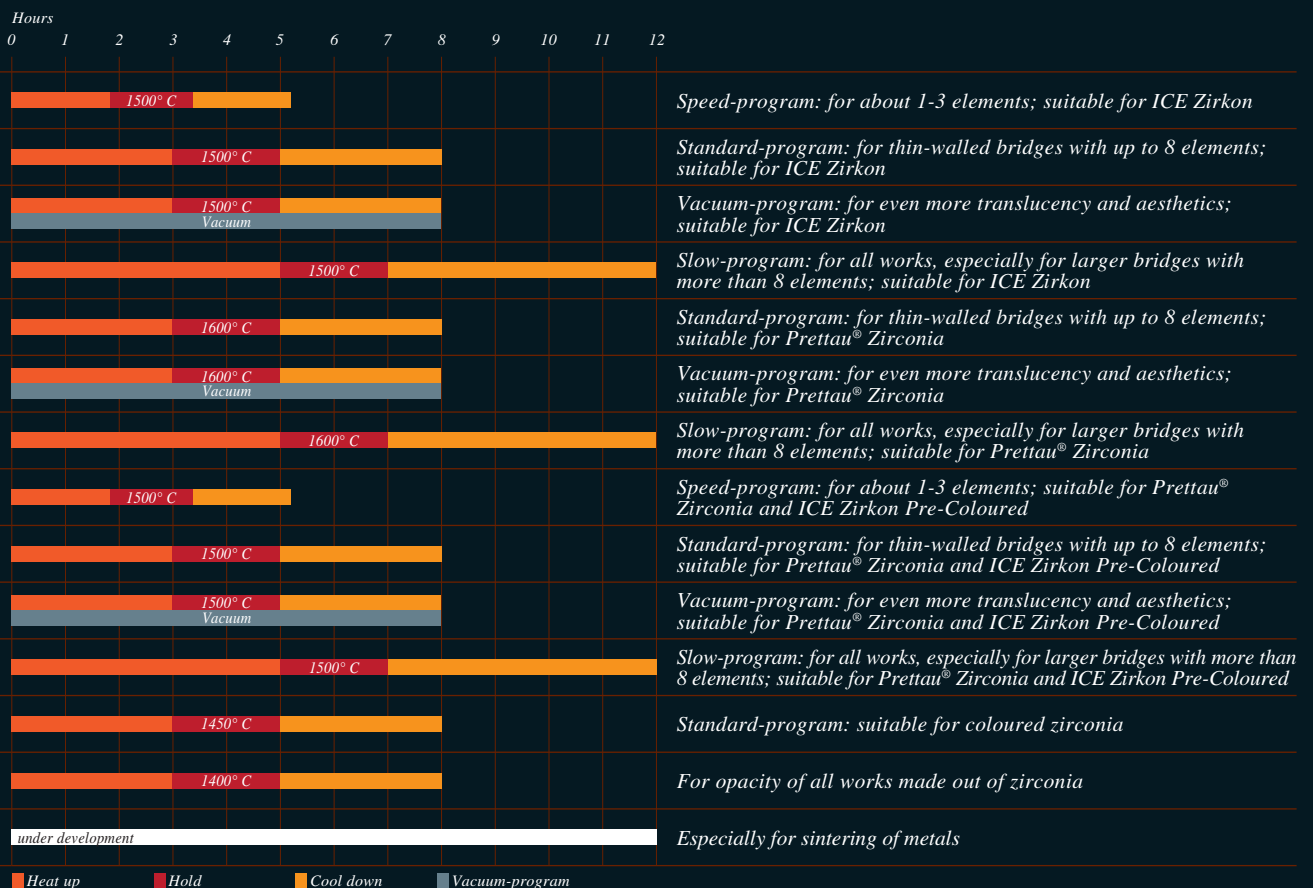 Hours
0 1 2 3 4 5 6 7 8 9 10 11 12
1500° C
Speed-program: for about 1-3 elements; suitable for ICE Zirkon
1500° C
Standard-program: for thin-walled bridges with up to 8 elements;
suitable for ICE Zirkon
1500° C
Vacuum
Vacuum-program: for even more translucency and aesthetics;
suitable for ICE Zirkon
1500° C
Slow-program: for all works, especially for larger bridges with
more than 8 elements; suitable for ICE Zirkon
1600° C
Standard-program: for thin-walled bridges with up to 8 elements;
suitable for Prettau® Zirconia
1600° C
Vacuum
Vacuum-program: for even more translucency and aesthetics;
suitable for Prettau® Zirconia
1600° C
Slow-program: for all works, especially for larger bridges with
more than 8 elements; suitable for Prettau® Zirconia
1500° C
Speed-program: for about 1-3 elements; suitable for Prettau®
Zirconia and ICE Zirkon Pre-Coloured
1500° C
Standard-program: for thin-walled bridges with up to 8 elements;
suitable for Prettau® Zirconia and ICE Zirkon Pre-Coloured
1500° C
Vacuum
Vacuum-program: for even more translucency and aesthetics;
suitable for Prettau® Zirconia and ICE Zirkon Pre-Coloured
1500° C
Slow-program: for all works, especially for larger bridges with more than
8 elements; suitable for Prettau® Zirconia and ICE Zirkon Pre-Coloured
1450° C
Standard-program: suitable for coloured zirconia
1400° C
For opacity of all works made out of zirconia
under development
Especially for sintering of metals
Heat up Hold Cool down Vacuum-program